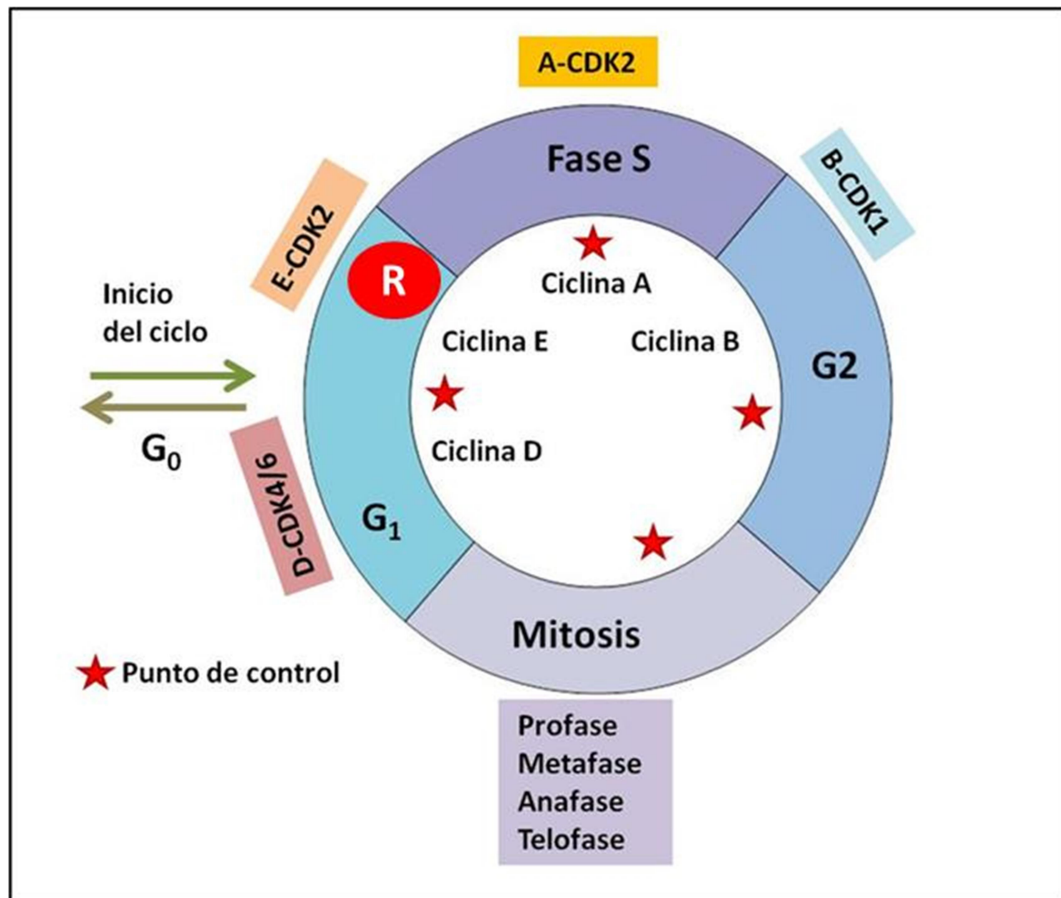 A-CDK2
Fase S
B-CDK1
E-CDK2
R
Ciclina A
Inicio
del ciclo
Ciclina E
Ciclina B
G2
G₀
Ciclina D
D-CDK4/6
G₁
Mitosis
Punto de control
Profase
Metafase
Anafase
Telofase